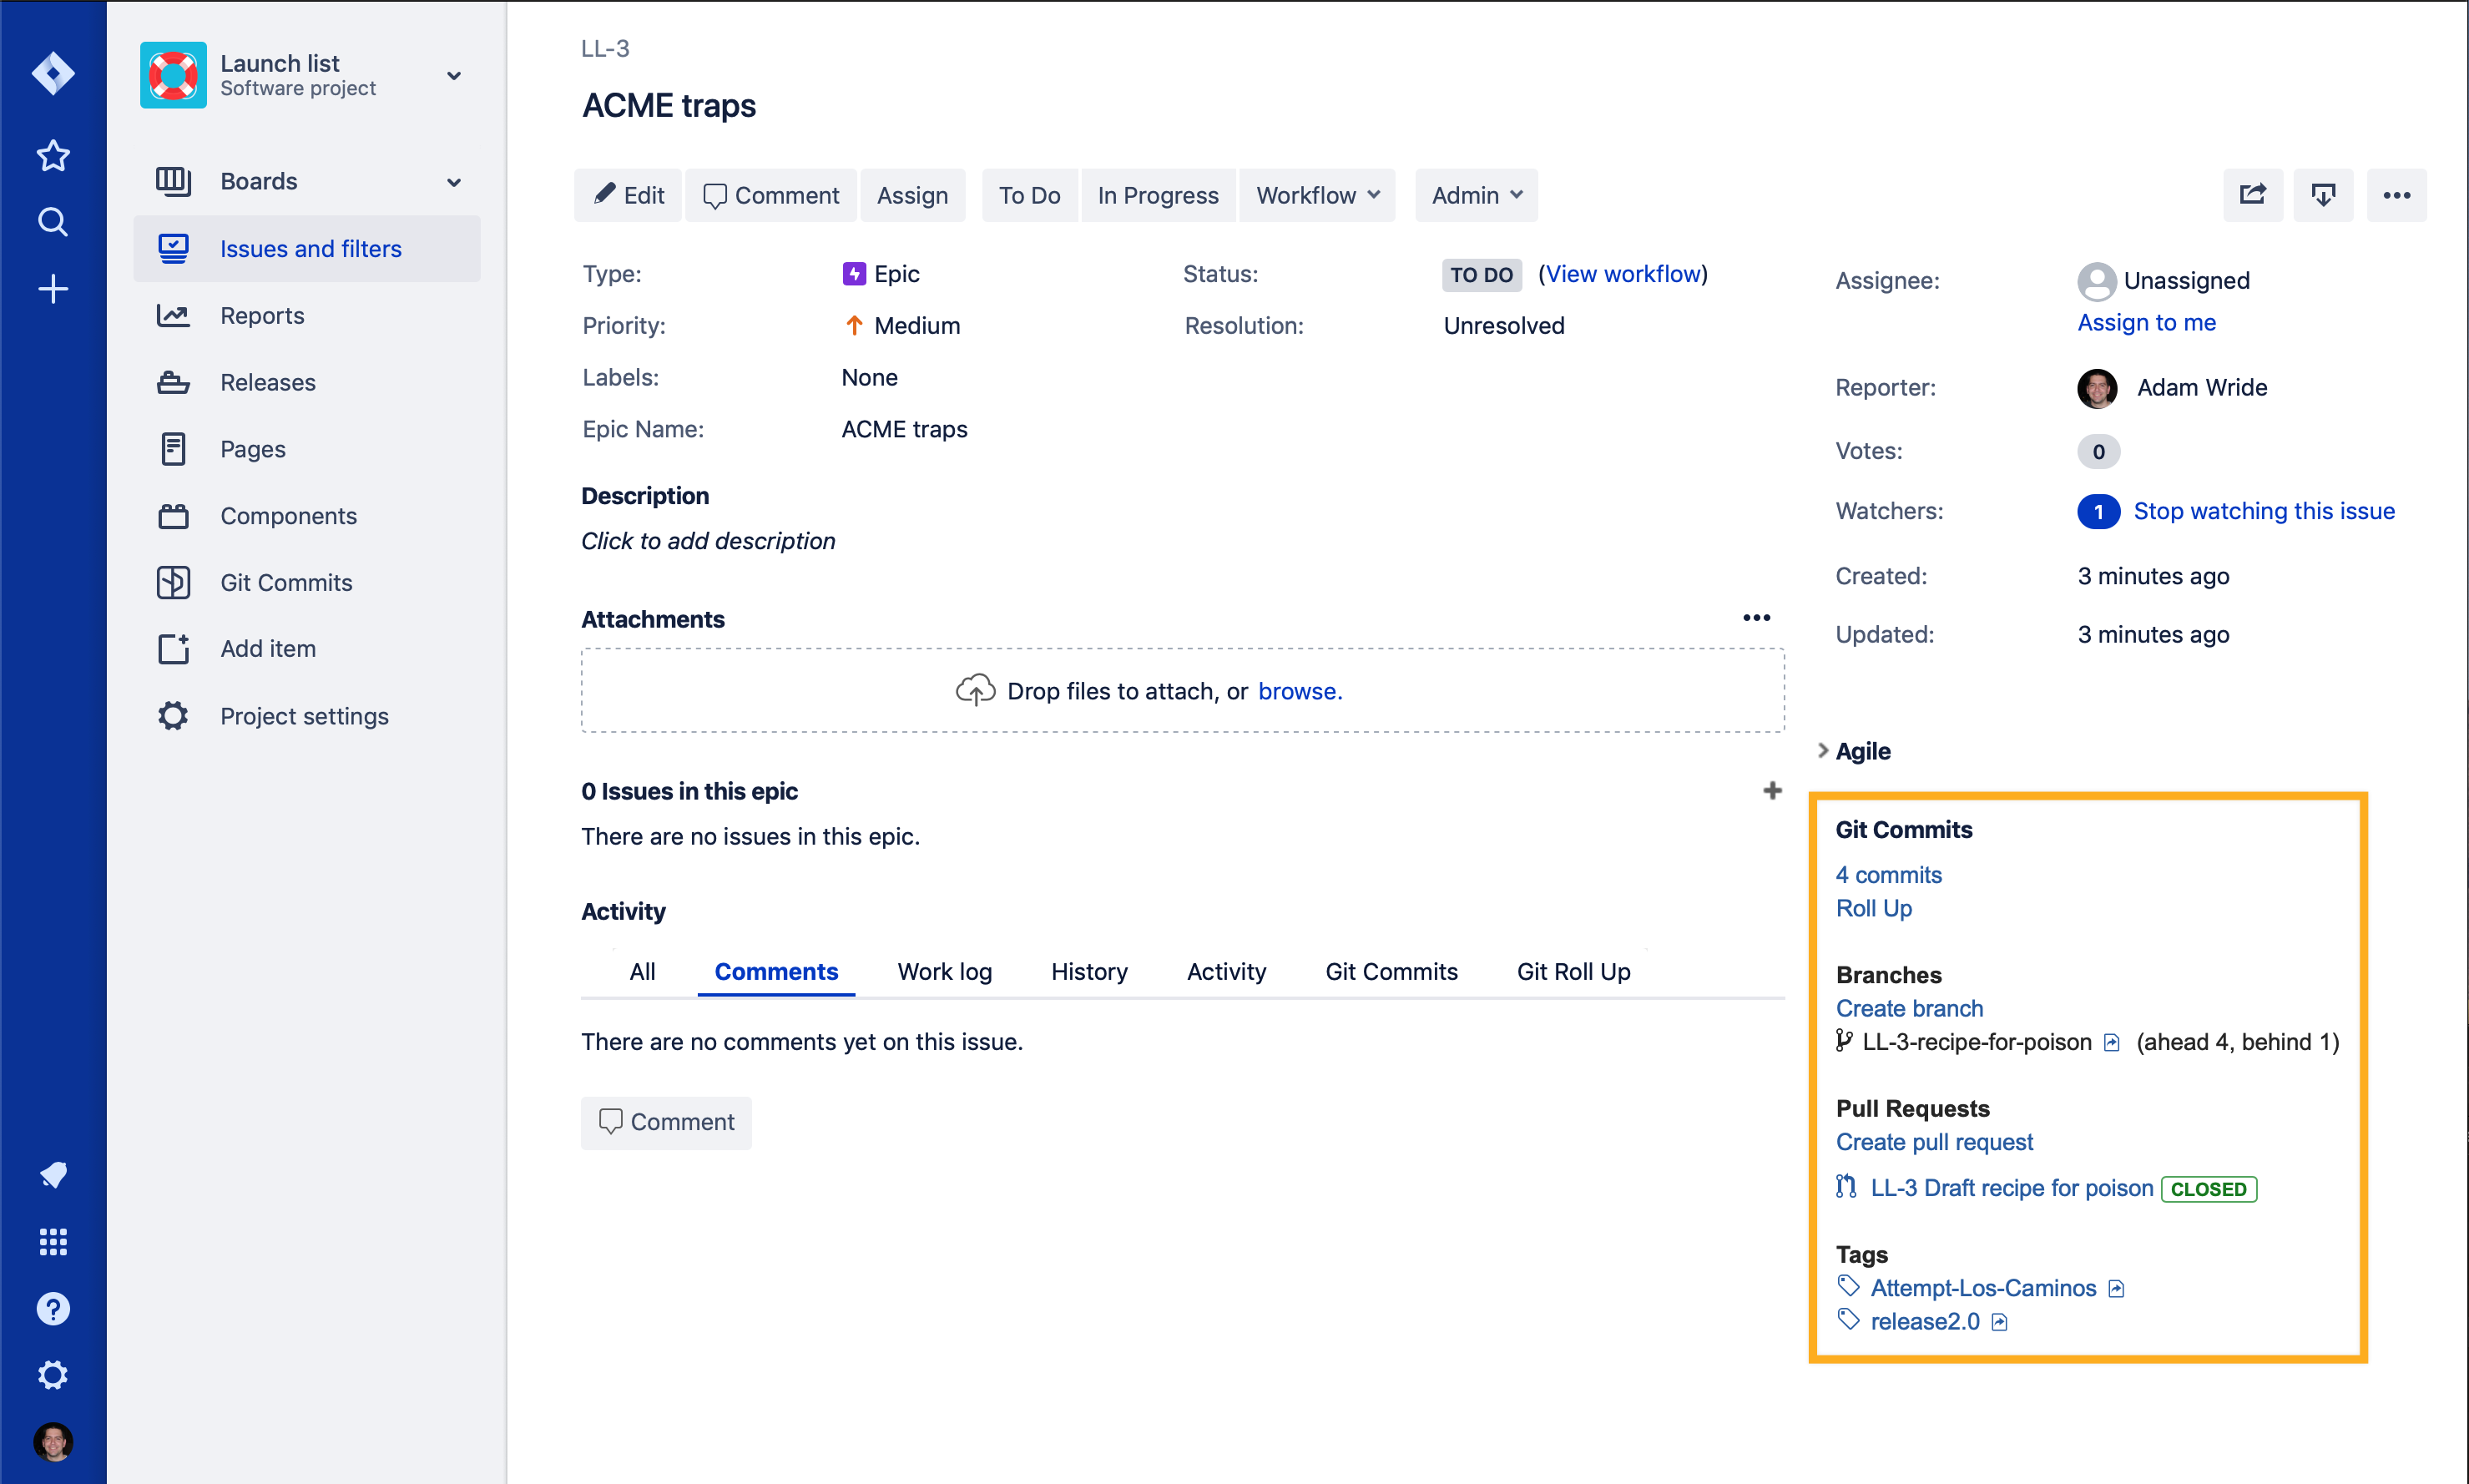 Launch list
Software project
Boards
Issues and filters
Reports
Releases
Pages
Components
Git Commits
Add item
Project settings
LL-3
ACME traps
Edit Comment Assign To Do In Progress Workflow Admin
Type: Epic
Status: TO DO (View workflow)
Priority: Medium
Resolution: Unresolved
Labels: None
Epic Name: ACME traps
Description
Click to add description
Attachments
Drop files to attach, or browse.
0 Issues in this epic
There are no issues in this epic.
Activity
All Comments Work log History Activity Git Commits Git Roll Up
There are no comments yet on this issue.
Comment
Assignee: Unassigned
Assign to me
Reporter: Adam Wride
Votes: 0
Watchers: 1 Stop watching this issue
Created: 3 minutes ago
Updated: 3 minutes ago
Agile
Git Commits
4 commits
Roll Up
Branches
Create branch
LL-3-recipe-for-poison (ahead 4, behind 1)
Pull Requests
Create pull request
LL-3 Draft recipe for poison CLOSED
Tags
Attempt-Los-Caminos
release2.0